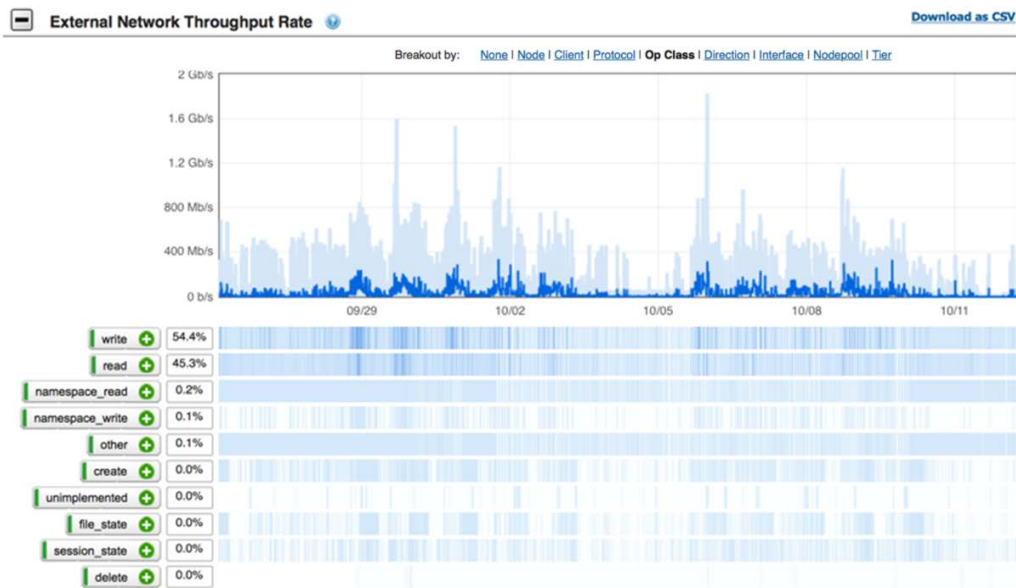 External Network Throughput Rate
Download as CSV
Breakout by: None | Node | Client | Protocol | Op Class | Direction | Interface | Nodepool | Tier
2 Gb/s
1.6 Gb/s
1.2 Gb/s
800 Mb/s
400 Mb/s
0 b/s
09/29 10/02 10/05 10/08 10/11
write 54.4%
read 45.3%
namespace_read 0.2%
namespace_write 0.1%
other 0.1%
create 0.0%
unimplemented 0.0%
file_state 0.0%
session_state 0.0%
delete 0.0%